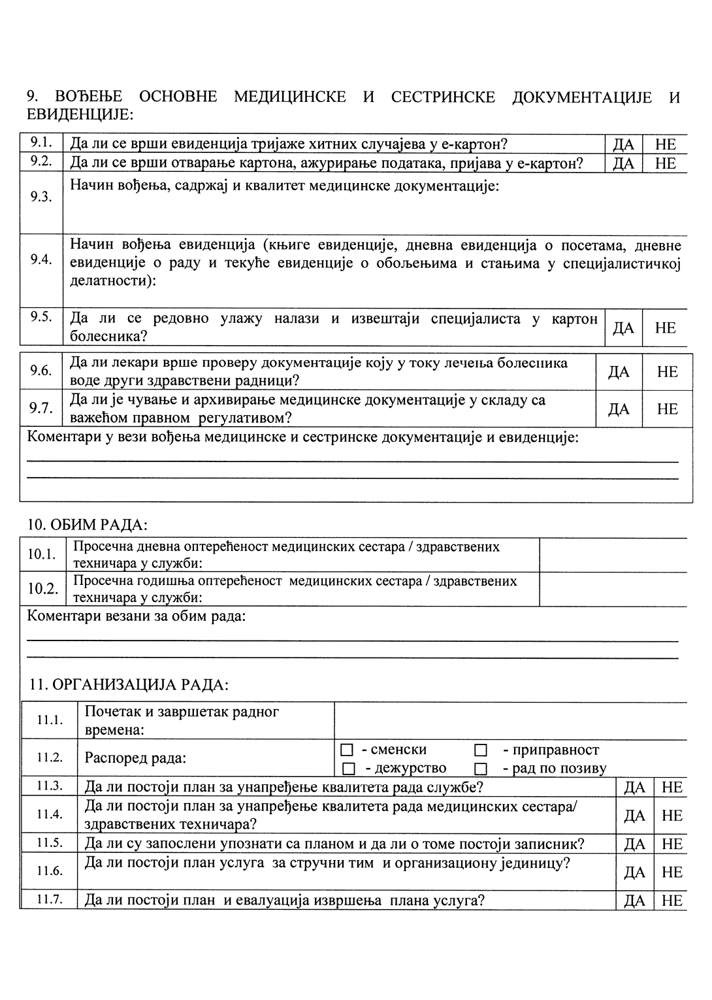 9. ВОЂЕЊЕ ОСНОВНЕ МЕДИЦИНСКЕ И СЕСТРИНСКЕ ДОКУМЕНТАЦИЈЕ И
ЕВИДЕНЦИЈЕ:
9.1. Да ли се врши евиденција тријаже хитних случајева у е-картон? ДА НЕ
9.2. Да ли се врши отварање картона, ажурирање података, пријава у е-картон? ДА НЕ
9.3. Начин вођења, садржај и квалитет медицинске документације:
9.4. Начин вођења евиденција (књиге евиденције, дневна евиденција о посетама, дневне
евиденције о раду и текуће евиденције о обољењима и стањима у специјалистичкој
делатности):
9.5. Да ли се редовно улажу налази и извештаји специјалиста у картон
болесника? ДА НЕ
9.6. Да ли лекари врше проверу документације коју у току лечења болесника
воде други здравствени радници? ДА НЕ
9.7. Да ли је чување и архивирање медицинске документације у складу са
важећом правном регулативом? ДА НЕ
Коментари у вези вођења медицинске и сестринске документације и евиденције:
10. ОБИМ РАДА:
10.1. Просечна дневна оптерећеност медицинских сестара / здравствених
техничара у служби:
10.2. Просечна годишња оптерећеност медицинских сестара / здравствених
техничара у служби:
Коментари везани за обим рада:
11. ОРГАНИЗАЦИЈА РАДА:
11.1. Почетак и завршетак радног
времена:
11.2. Распоред рада: ☐ - сменски ☐ - приправност
☐ - дежурство ☐ - рад по позиву
11.3. Да ли постоји план за унапређење квалитета рада службе? ДА НЕ
11.4. Да ли постоји план за унапређење квалитета рада медицинских сестара/
здравствених техничара? ДА НЕ
11.5. Да ли су запослени упознати са планом и да ли о томе постоји записник? ДА НЕ
11.6. Да ли постоји план услуга за стручни тим и организациону јединицу? ДА НЕ
11.7. Да ли постоји план и евалуација извршења плана услуга? ДА НЕ